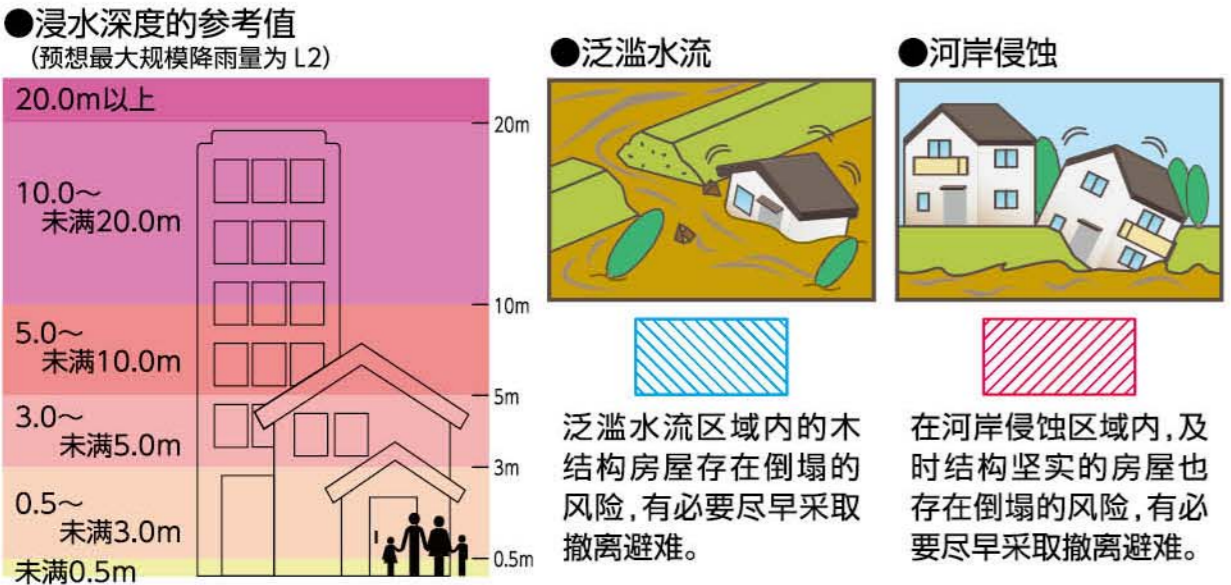 ●浸水深度的参考值
(预想最大规模降雨量为 L2)
20.0m以上
10.0～
未满20.0m
5.0～
未满10.0m
3.0～
未满5.0m
0.5～
未满3.0m
未满0.5m
20m
10m
5m
3m
0.5m
●泛滥水流
泛滥水流区域内的木
结构房屋存在倒塌的
风险,有必要尽早采取
撤离避难。
●河岸侵蚀
在河岸侵蚀区域内,及
时结构坚实的房屋也
存在倒塌的风险,有必
要尽早采取撤离避难。